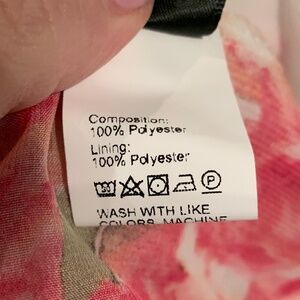 Composition:
100% Polyester
Lining:
100% Polyester
WASH WITH LIKE
COLORS, MACHINE